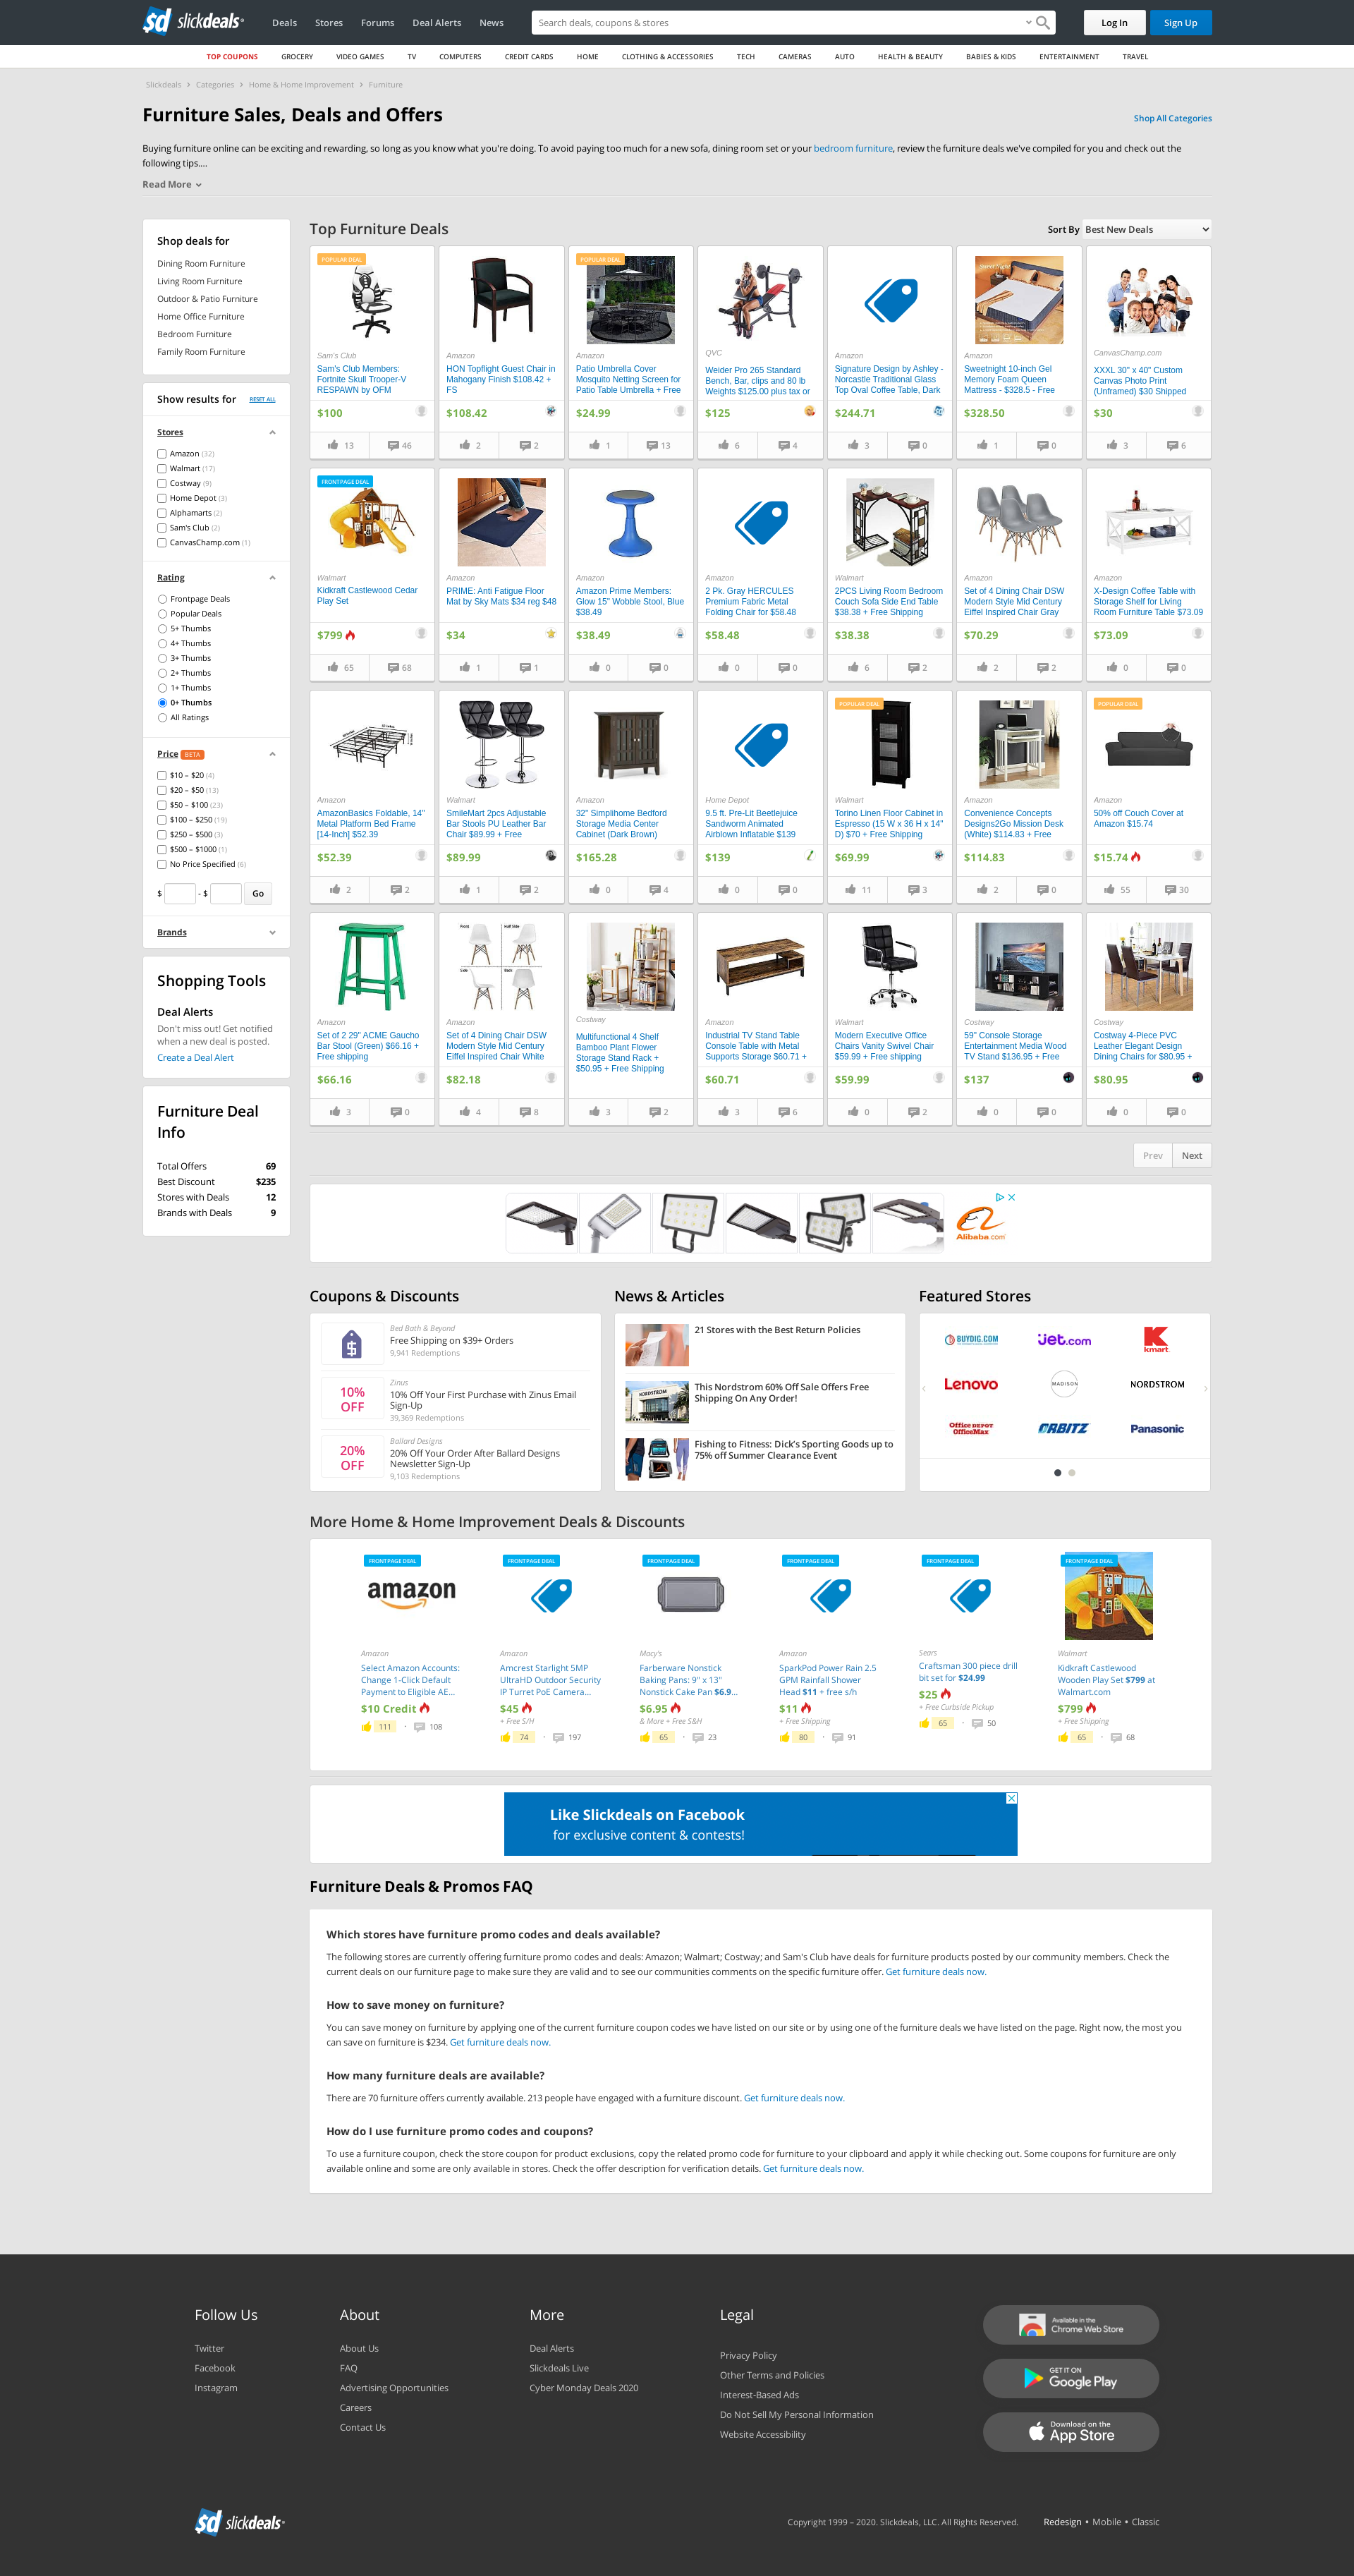 slickdeals
Deals
Stores
Forums
Deal Alerts
News
Search deals, coupons & stores
Log In
Sign Up
TOP COUPONS
GROCERY
VIDEO GAMES
TV
COMPUTERS
CREDIT CARDS
HOME
CLOTHING & ACCESSORIES
TECH
CAMERAS
AUTO
HEALTH & BEAUTY
BABIES & KIDS
ENTERTAINMENT
TRAVEL
Slickdeals > Categories > Home & Home Improvement > Furniture
Furniture Sales, Deals and Offers
Shop All Categories
Buying furniture online can be exciting and rewarding, so long as you know what you're doing. To avoid paying too much for a new sofa, dining room set or your bedroom furniture, review the furniture deals we've compiled for you and check out the
following tips....
Read More
Shop deals for
Dining Room Furniture
Living Room Furniture
Outdoor & Patio Furniture
Home Office Furniture
Bedroom Furniture
Family Room Furniture
Show results for
RESET ALL
Stores
Amazon (32)
Walmart (17)
Costway (9)
Home Depot (3)
Alphamarts (2)
Sam's Club (2)
CanvasChamp.com (1)
Rating
Frontpage Deals
Popular Deals
5+ Thumbs
4+ Thumbs
3+ Thumbs
2+ Thumbs
1+ Thumbs
0+ Thumbs
All Ratings
Price BETA
$10 – $20 (4)
$20 – $50 (13)
$50 – $100 (23)
$100 – $250 (19)
$250 – $500 (3)
$500 – $1000 (1)
No Price Specified (6)
$ - $ Go
Brands
Shopping Tools
Deal Alerts
Don't miss out! Get notified
when a new deal is posted.
Create a Deal Alert
Furniture Deal
Info
Total Offers 69
Best Discount $235
Stores with Deals 12
Brands with Deals 9
Top Furniture Deals
Sort By Best New Deals
POPULAR DEAL
Sam's Club
Sam's Club Members:
Fortnite Skull Trooper-V
RESPAWN by OFM
$100
13 46
Amazon
HON Topflight Guest Chair in
Mahogany Finish $108.42 +
FS
$108.42
2 2
POPULAR DEAL
Amazon
Patio Umbrella Cover
Mosquito Netting Screen for
Patio Table Umbrella + Free
$24.99
1 13
QVC
Weider Pro 265 Standard
Bench, Bar, clips and 80 lb
Weights $125.00 plus tax or
$125
6 4
Amazon
Signature Design by Ashley -
Norcastle Traditional Glass
Top Oval Coffee Table, Dark
$244.71
3 0
Amazon
Sweetnight 10-inch Gel
Memory Foam Queen
Mattress - $328.5 - Free
$328.50
1 0
CanvasChamp.com
XXXL 30" x 40" Custom
Canvas Photo Print
(Unframed) $30 Shipped
$30
3 6
FRONTPAGE DEAL
Walmart
Kidkraft Castlewood Cedar
Play Set
$799
65 68
Amazon
PRIME: Anti Fatigue Floor
Mat by Sky Mats $34 reg $48
$34
1 1
Amazon
Amazon Prime Members:
Glow 15" Wobble Stool, Blue
$38.49
$38.49
0 0
Amazon
2 Pk. Gray HERCULES
Premium Fabric Metal
Folding Chair for $58.48
$58.48
0 0
Walmart
2PCS Living Room Bedroom
Couch Sofa Side End Table
$38.38 + Free Shipping
$38.38
6 2
Amazon
Set of 4 Dining Chair DSW
Modern Style Mid Century
Eiffel Inspired Chair Gray
$70.29
2 2
Amazon
X-Design Coffee Table with
Storage Shelf for Living
Room Furniture Table $73.09
$73.09
0 0
Amazon
AmazonBasics Foldable, 14"
Metal Platform Bed Frame
[14-Inch] $52.39
$52.39
2 2
Walmart
SmileMart 2pcs Adjustable
Bar Stools PU Leather Bar
Chair $89.99 + Free
$89.99
1 2
Amazon
32" Simplihome Bedford
Storage Media Center
Cabinet (Dark Brown)
$165.28
0 4
Home Depot
9.5 ft. Pre-Lit Beetlejuice
Sandworm Animated
Airblown Inflatable $139
$139
0 0
POPULAR DEAL
Walmart
Torino Linen Floor Cabinet in
Espresso (15 W x 36 H x 14"
D) $70 + Free Shipping
$69.99
11 3
Amazon
Convenience Concepts
Designs2Go Mission Desk
(White) $114.83 + Free
$114.83
2 0
POPULAR DEAL
Amazon
50% off Couch Cover at
Amazon $15.74
$15.74
55 30
Amazon
Set of 2 29" ACME Gaucho
Bar Stool (Green) $66.16 +
Free shipping
$66.16
3 0
Front
Half Side
Side
Back
Amazon
Set of 4 Dining Chair DSW
Modern Style Mid Century
Eiffel Inspired Chair White
$82.18
4 8
Costway
Multifunctional 4 Shelf
Bamboo Plant Flower
Storage Stand Rack +
$50.95 + Free Shipping
3 2
Amazon
Industrial TV Stand Table
Console Table with Metal
Supports Storage $60.71 +
$60.71
3 6
Walmart
Modern Executive Office
Chairs Vanity Swivel Chair
$59.99 + Free shipping
$59.99
0 2
Costway
59" Console Storage
Entertainment Media Wood
TV Stand $136.95 + Free
$137
0 0
Costway
Costway 4-Piece PVC
Leather Elegant Design
Dining Chairs for $80.95 +
$80.95
0 0
Prev
Next
Alibaba.com
Coupons & Discounts
Bed Bath & Beyond
Free Shipping on $39+ Orders
9,941 Redemptions
10%
OFF
Zinus
10% Off Your First Purchase with Zinus Email
Sign-Up
39,369 Redemptions
20%
OFF
Ballard Designs
20% Off Your Order After Ballard Designs
Newsletter Sign-Up
9,103 Redemptions
News & Articles
21 Stores with the Best Return Policies
NORDSTROM
This Nordstrom 60% Off Sale Offers Free
Shipping On Any Order!
Fishing to Fitness: Dick's Sporting Goods up to
75% off Summer Clearance Event
Featured Stores
BUYDIG.COM
jet.com
kmart
Lenovo
MADISON
NORDSTROM
Office DEPOT
OfficeMax
ORBITZ
Panasonic
More Home & Home Improvement Deals & Discounts
FRONTPAGE DEAL
amazon
Amazon
Select Amazon Accounts:
Change 1-Click Default
Payment to Eligible AE...
$10 Credit
111 · 108
FRONTPAGE DEAL
Amazon
Amcrest Starlight 5MP
UltraHD Outdoor Security
IP Turret PoE Camera...
$45
+ Free S/H
74 · 197
FRONTPAGE DEAL
Macy's
Farberware Nonstick
Baking Pans: 9" x 13"
Nonstick Cake Pan $6.9...
$6.95
& More + Free S&H
65 · 23
FRONTPAGE DEAL
Amazon
SparkPod Power Rain 2.5
GPM Rainfall Shower
Head $11 + free s/h
$11
+ Free Shipping
80 · 91
FRONTPAGE DEAL
Sears
Craftsman 300 piece drill
bit set for $24.99
$25
+ Free Curbside Pickup
65 · 50
FRONTPAGE DEAL
Walmart
Kidkraft Castlewood
Wooden Play Set $799 at
Walmart.com
$799
+ Free Shipping
65 · 68
Like Slickdeals on Facebook
for exclusive content & contests!
Furniture Deals & Promos FAQ
Which stores have furniture promo codes and deals available?
The following stores are currently offering furniture promo codes and deals: Amazon; Walmart; Costway; and Sam's Club have deals for furniture products posted by our community members. Check the
current deals on our furniture page to make sure they are valid and to see our communities comments on the specific furniture offer. Get furniture deals now.
How to save money on furniture?
You can save money on furniture by applying one of the current furniture coupon codes we have listed on our site or by using one of the furniture deals we have listed on the page. Right now, the most you
can save on furniture is $234. Get furniture deals now.
How many furniture deals are available?
There are 70 furniture offers currently available. 213 people have engaged with a furniture discount. Get furniture deals now.
How do I use furniture promo codes and coupons?
To use a furniture coupon, check the store coupon for product exclusions, copy the related promo code for furniture to your clipboard and apply it while checking out. Some coupons for furniture are only
available online and some are only available in stores. Check the offer description for verification details. Get furniture deals now.
Follow Us
Twitter
Facebook
Instagram
About
About Us
FAQ
Advertising Opportunities
Careers
Contact Us
More
Deal Alerts
Slickdeals Live
Cyber Monday Deals 2020
Legal
Privacy Policy
Other Terms and Policies
Interest-Based Ads
Do Not Sell My Personal Information
Website Accessibility
Available in the
Chrome Web Store
GET IT ON
Google Play
Download on the
App Store
slickdeals
Copyright 1999 – 2020. Slickdeals, LLC. All Rights Reserved.
Redesign • Mobile • Classic